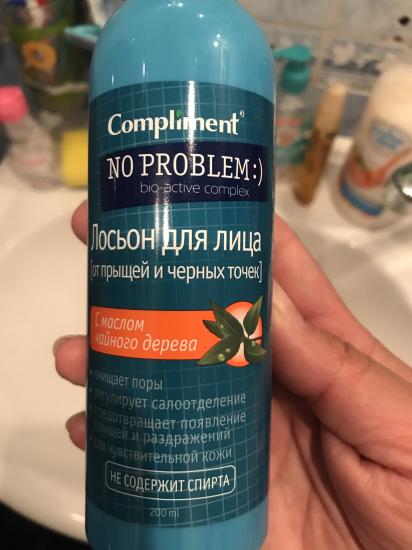 Compliment
NO PROBLEM:)
bio-active complex
Лосьон для лица
[от прыщей и черных точек]
С маслом
чайного дерева
• очищает поры
• регулирует салоотделение
• предотвращает появление
прыщей и раздражений
• для чувствительной кожи
НЕ СОДЕРЖИТ СПИРТА
200 mL